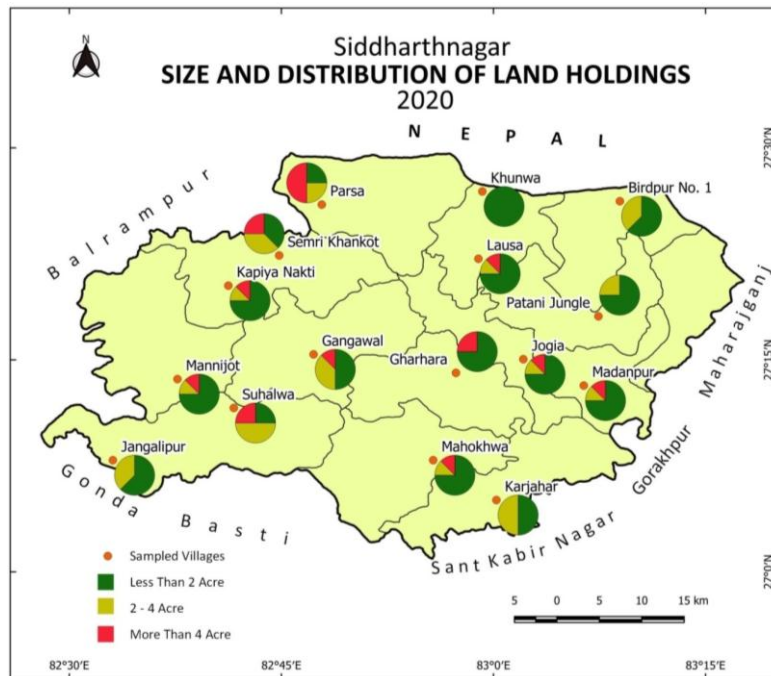 Siddharthnagar
SIZE AND DISTRIBUTION OF LAND HOLDINGS
2020
N
NEPAL
27°30'N
Balrampur
Parsa
Khunwa
Birdpur No. 1
Semri Khankot
Lausa
Kapiya Nakti
Patani Jungle
Maharajganj
Gangawal
Gharhara
Jogia
27°15'N
Mannijot
Madanpur
Suhalwa
Gorakhpur
Jangalipur
Mahokhwa
Karjahar
Gonda
Basti
Sant Kabir Nagar
Sampled Villages
27°0'N
Less Than 2 Acre
2 - 4 Acre
More Than 4 Acre
5 0 5 10 15 km
82°30'E 82°45'E 83°0'E 83°15'E